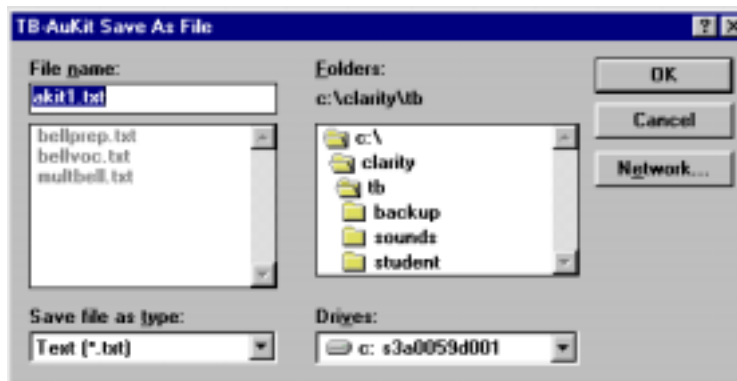 TB-AuKit Save As File
File name:
akit1.txt
bellprep.txt
bellvoc.txt
multbell.txt
Save file as type:
Text (*.txt)
Folders:
c:\clarity\tb
c:\
clarity
tb
backup
sounds
student
Drives:
c: s3a0059d001
OK
Cancel
Network...